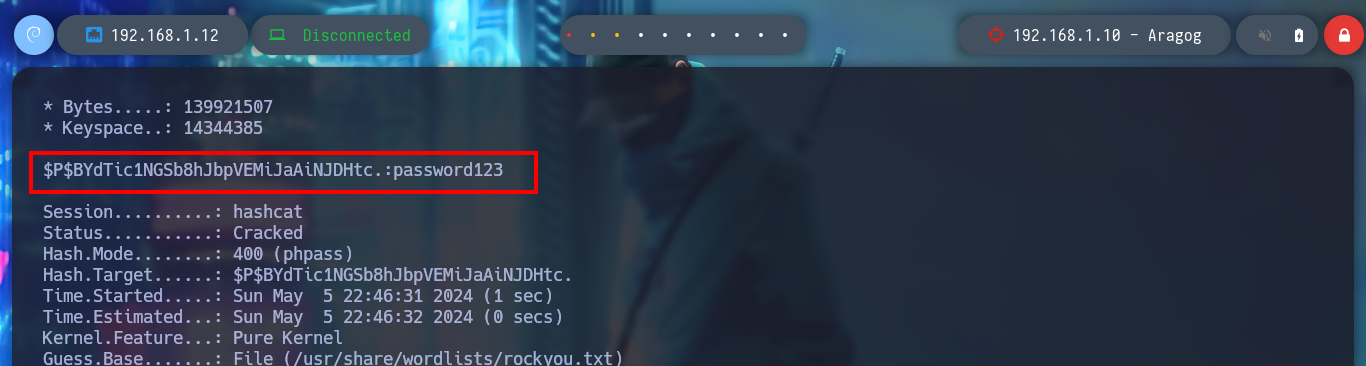 192.168.1.12
Disconnected
192.168.1.10 - Aragog
* Bytes.....: 139921507
* Keyspace..: 14344385
$P$BYdTic1NGSb8hJbpVEMiJaAiNJDHtc.:password123
Session..........: hashcat
Status...........: Cracked
Hash.Mode........: 400 (phpass)
Hash.Target......: $P$BYdTic1NGSb8hJbpVEMiJaAiNJDHtc.
Time.Started.....: Sun May  5 22:46:31 2024 (1 sec)
Time.Estimated...: Sun May  5 22:46:32 2024 (0 secs)
Kernel.Feature...: Pure Kernel
Guess.Base.......: File (/usr/share/wordlists/rockyou.txt)